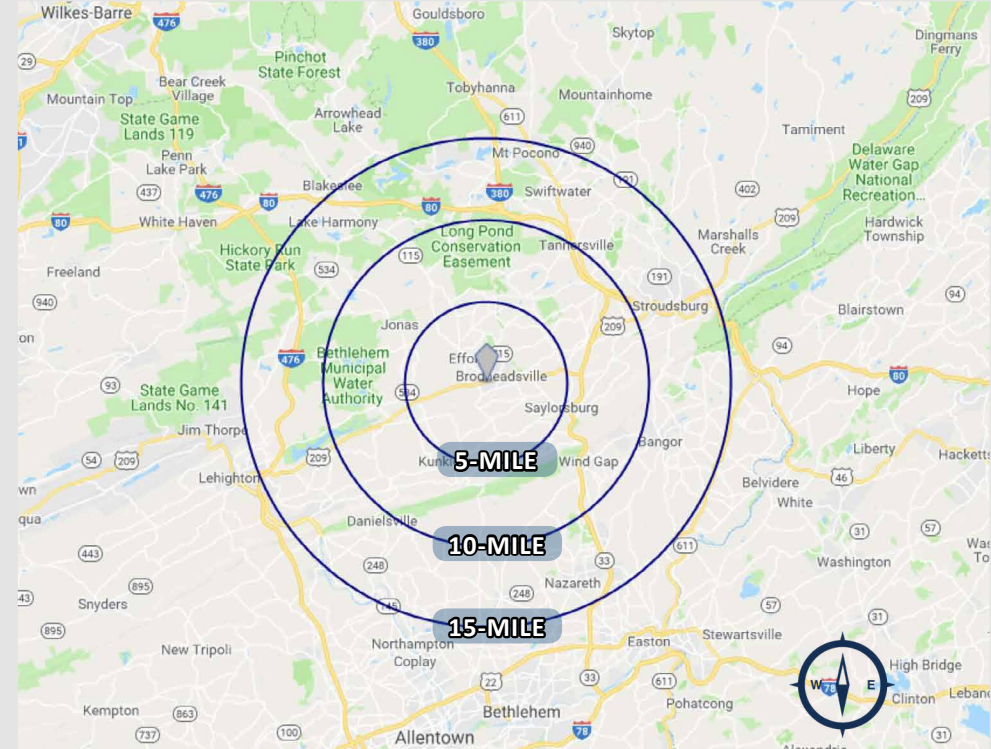 Gouldsboro
Wilkes-Barre
476
380
Skytop
Dingmans
Ferry
29
Pinchot
State Forest
Bear Creek
Village
Tobyhanna
Mountainhome
209
Mountain Top
Arrowhead
Lake
611
State Game
Lands 119
Tamiment
940
Mt Pocono
Delaware
Water Gap
National
Recreation...
Penn
Lake Park
437
476
80
Blakeslee
380
Swiftwater
402
80
80
White Haven
Lake Harmony
209
Hardwick
Township
Long Pond
Conservation
Easement
Tannersville
Marshalls
Creek
Hickory Run
State Park
115
534
Freeland
191
940
Stroudsburg
94
Blairstown
Jonas
209
94
476
Bethlehem
Municipal
Water
Authority
Brodheadsville
93
80
State Game
Lands No. 141
Hope
Saylorsburg
Jim Thorpe
Bangor
54
209
209
5-MILE
Wind Gap
Liberty
Lehighton
46
Belvidere
White
Danielsville
10-MILE
611
31
57
443
248
33
Washington
895
248
Nazareth
Snyders
57
31
895
15-MILE
New Tripoli
Northampton
Coplay
Easton
Stewartsville
High Bridge
22
33
611
W
78
E
Clinton
Kempton
863
Bethlehem
Pohatcong
737
100
Allentown
78
31